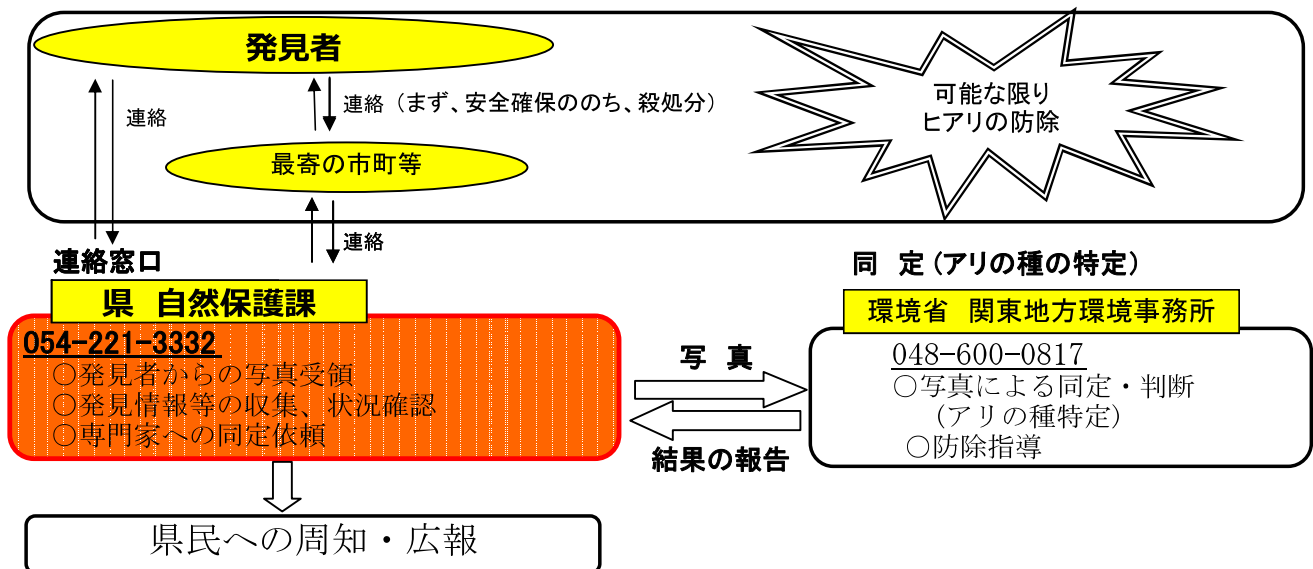 発見者
可能な限り
ヒアリの防除
連絡
連絡（まず、安全確保ののち、殺処分）
最寄の市町等
連絡
連絡窓口
同　定（アリの種の特定）
県　自然保護課
環境省　関東地方環境事務所
054-221-3332
○発見者からの写真受領
○発見情報等の収集、状況確認
○専門家への同定依頼
写　真
結果の報告
048-600-0817
○写真による同定・判断
（アリの種特定）
○防除指導
県民への周知・広報